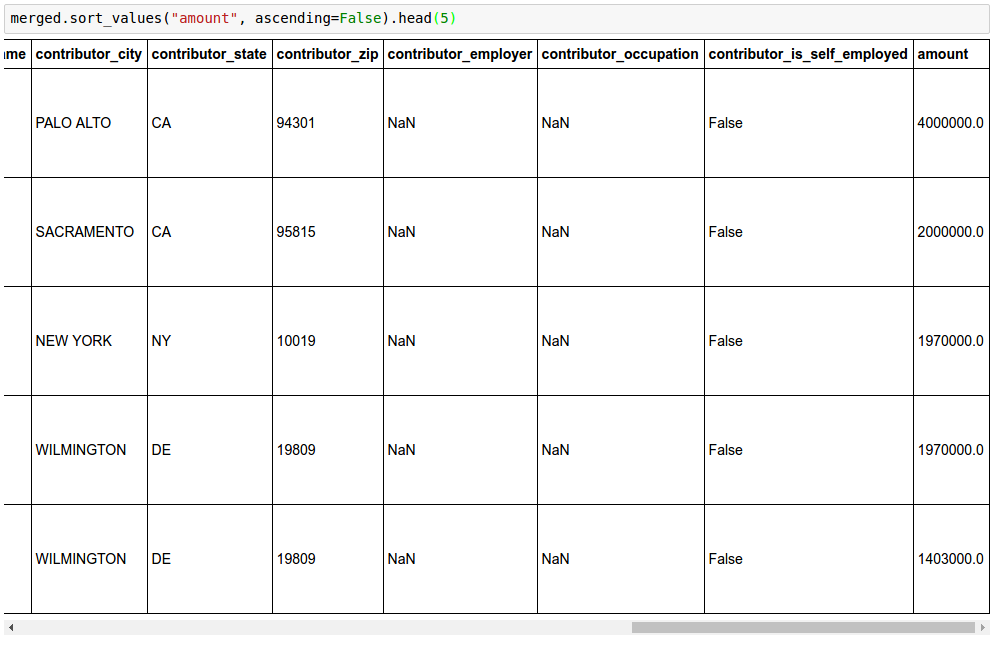 merged.sort_values("amount", ascending=False).head(5)
me contributor_city contributor_state contributor_zip contributor_employer contributor_occupation contributor_is_self_employed amount
PALO ALTO CA 94301 NaN NaN False 4000000.0
SACRAMENTO CA 95815 NaN NaN False 2000000.0
NEW YORK NY 10019 NaN NaN False 1970000.0
WILMINGTON DE 19809 NaN NaN False 1970000.0
WILMINGTON DE 19809 NaN NaN False 1403000.0